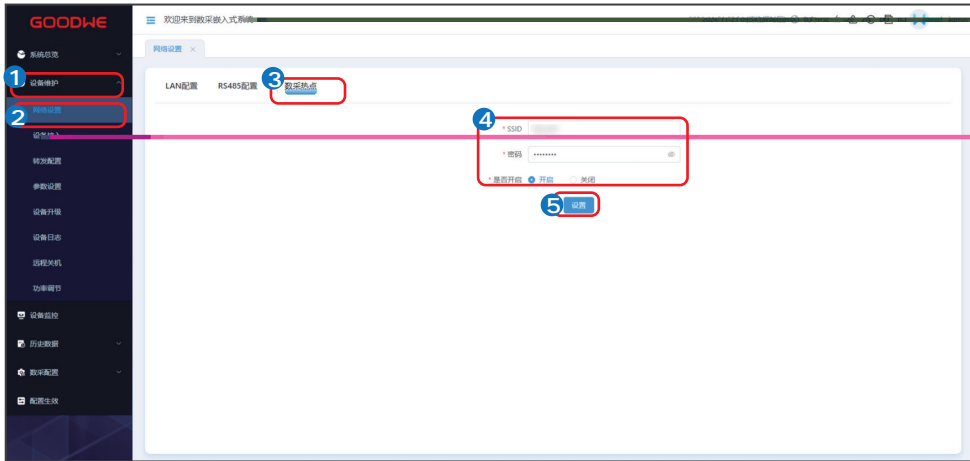 GOODWE
欢迎来到数采嵌入式系统
系统总览
网络设置 ×
1
设备维护
LAN配置 RS485配置 3 数采热点
2
网络设置
4
* SSID
转发配置
* 密码 ********
参数设置
* 是否开启 开启 关闭
设备升级
5 设置
设备日志
远程关机
功率调节
设备监控
历史数据
数采配置
配置生效